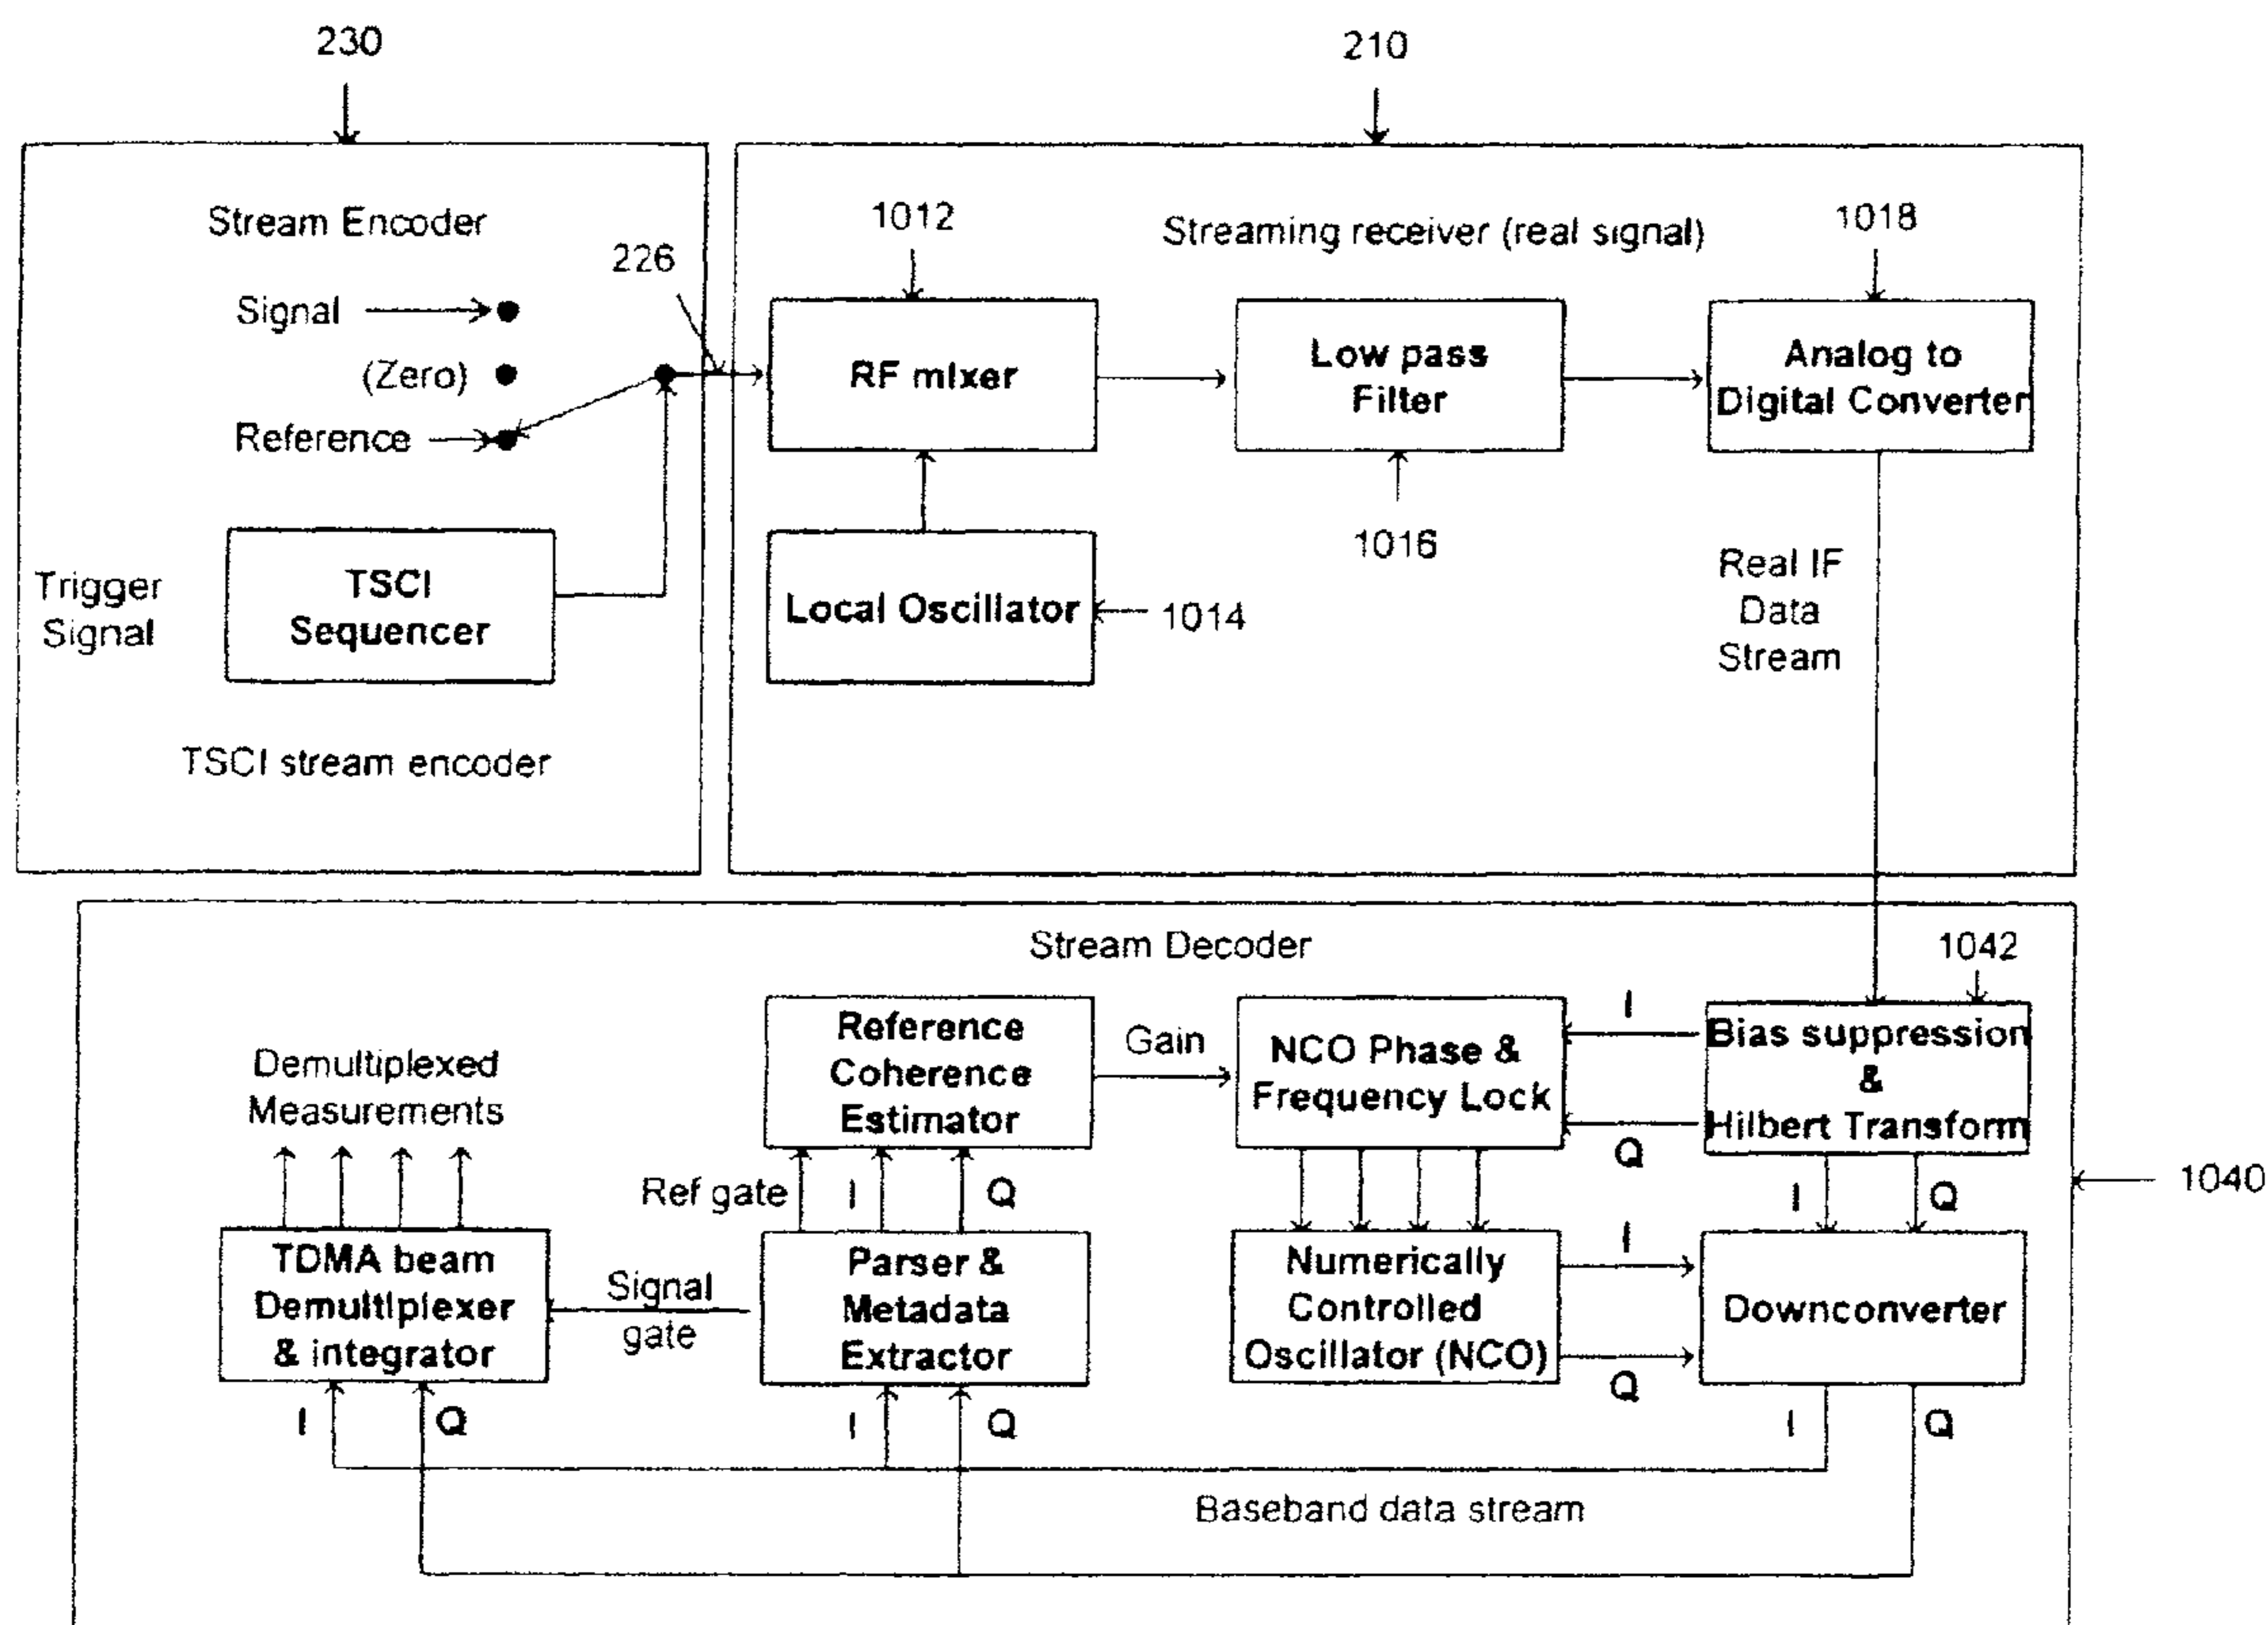 230
210
Stream Encoder
226
Signal
(Zero)
Reference
Trigger
Signal
TSCI
Sequencer
TSCI stream encoder
1012
Streaming receiver (real signal)
1018
RF mixer
Low pass
Filter
Analog to
Digital Converter
1016
Local Oscillator
1014
Real IF
Data
Stream
Stream Decoder
1042
Demultiplexed
Measurements
Reference
Coherence
Estimator
Gain
NCO Phase &
Frequency Lock
I
Q
Bias suppression
&
Hilbert Transform
1040
Ref gate
I
Q
I
Q
TDMA beam
Demultiplexer
& integrator
Signal
gate
Parser &
Metadata
Extractor
Numerically
Controlled
Oscillator (NCO)
I
Q
Downconverter
I
Q
I
Q
I
Q
Baseband data stream